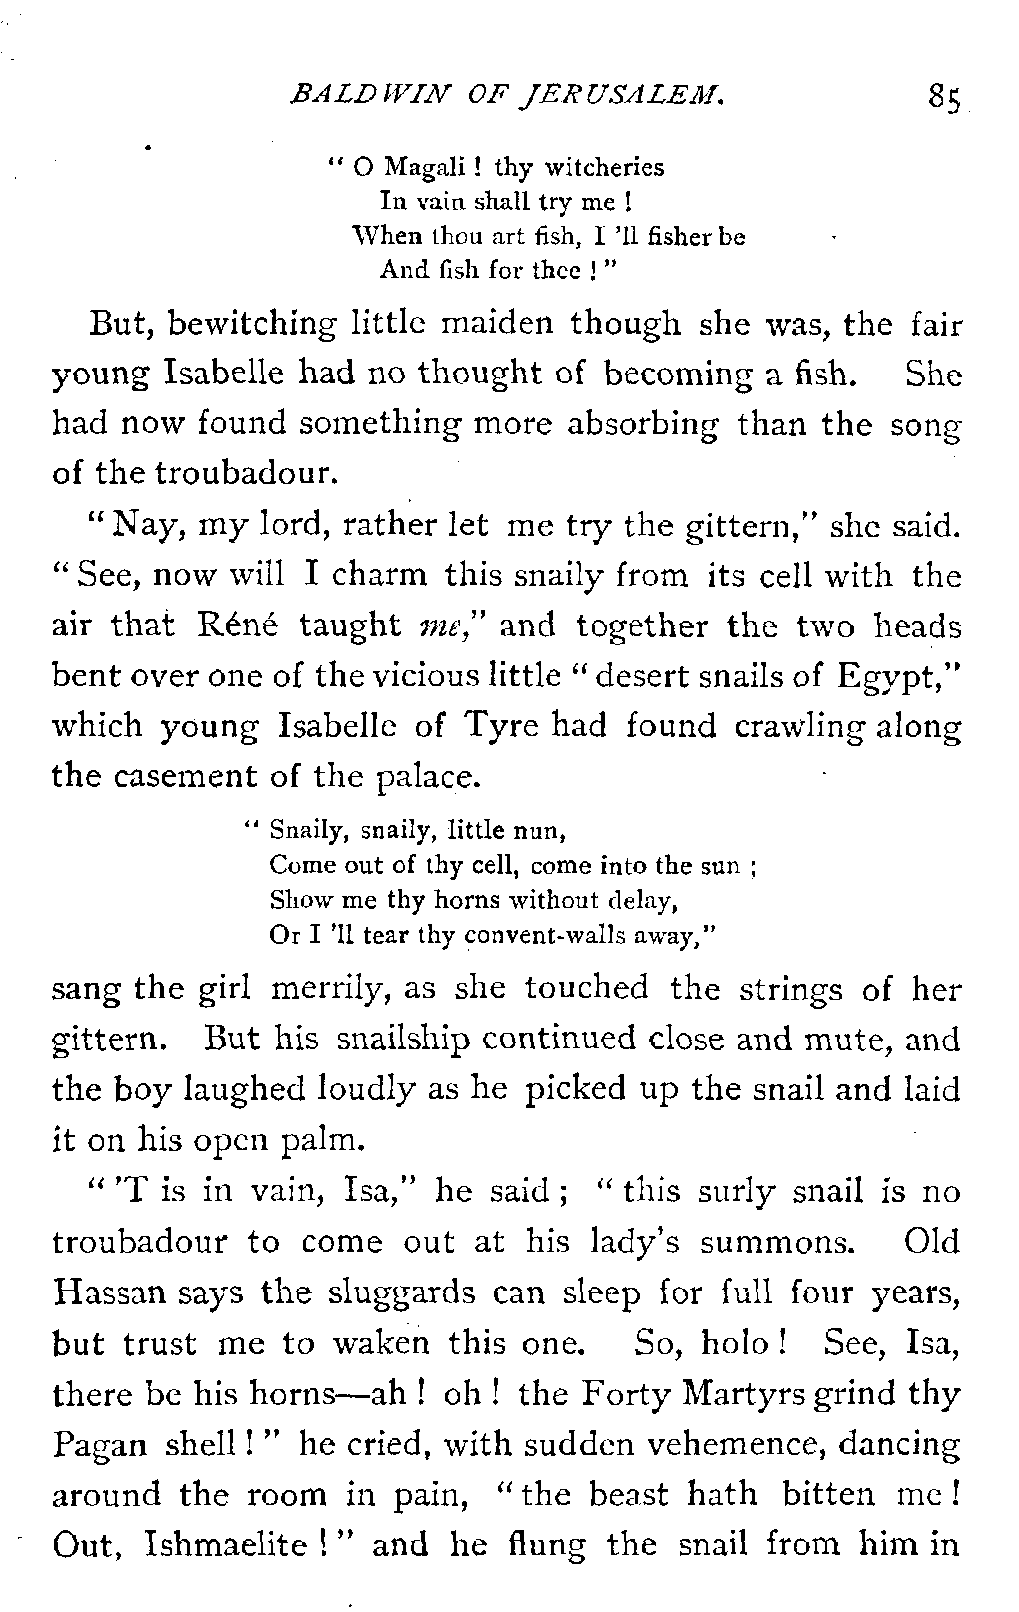 BALDWIN OF JERUSALEM. 85
“ O Magali ! thy witcheries
In vain shall try me !
When thou art fish, I ’ll fisher be
And fish for thee ! ”
But, bewitching little maiden though she was, the fair
young Isabelle had no thought of becoming a fish. She
had now found something more absorbing than the song
of the troubadour.
“ Nay, my lord, rather let me try the gittern,” she said.
“ See, now will I charm this snaily from its cell with the
air that Réné taught me,” and together the two heads
bent over one of the vicious little “ desert snails of Egypt,”
which young Isabelle of Tyre had found crawling along
the casement of the palace.
“ Snaily, snaily, little nun,
Come out of thy cell, come into the sun ;
Show me thy horns without delay,
Or I ’ll tear thy convent-walls away,”
sang the girl merrily, as she touched the strings of her
gittern. But his snailship continued close and mute, and
the boy laughed loudly as he picked up the snail and laid
it on his open palm.
“ ’T is in vain, Isa,” he said ; “ this surly snail is no
troubadour to come out at his lady’s summons. Old
Hassan says the sluggards can sleep for full four years,
but trust me to waken this one. So, holo ! See, Isa,
there be his horns—ah ! oh ! the Forty Martyrs grind thy
Pagan shell ! ” he cried, with sudden vehemence, dancing
around the room in pain, “ the beast hath bitten me !
Out, Ishmaelite ! ” and he flung the snail from him in